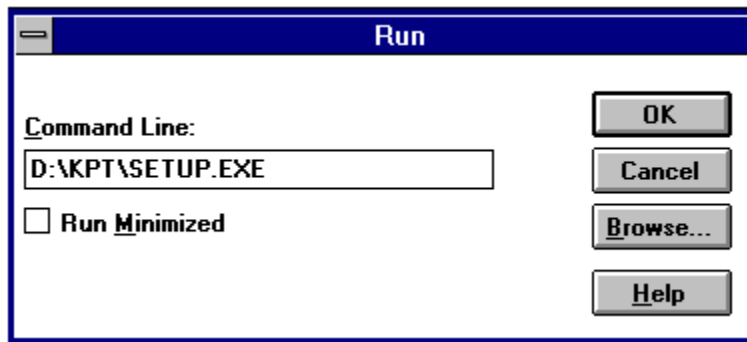 Run
Command Line:
D:\KPT\SETUP.EXE
Run Minimized
OK
Cancel
Browse...
Help